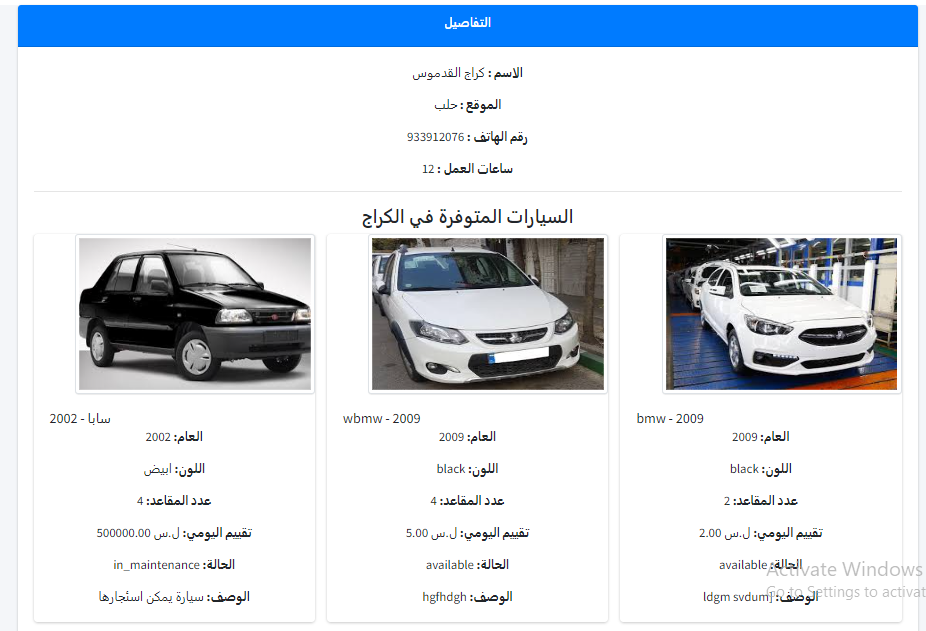 التفاصيل
الاسم : كراج القدموس
الموقع : حلب
رقم الهاتف : 933912076
ساعات العمل : 12
السيارات المتوفرة في الكراج
bmw - 2009
العام: 2009
اللون: black
عدد المقاعد: 2
تقييم اليومي: ل.س 2.00
الحالة: available
الوصف: ldgm svdumj
wbmw - 2009
العام: 2009
اللون: black
عدد المقاعد: 4
تقييم اليومي: ل.س 5.00
الحالة: available
الوصف: hgfhdgh
سابا - 2002
العام: 2002
اللون: ابيض
عدد المقاعد: 4
تقييم اليومي: ل.س 500000.00
الحالة: in_maintenance
الوصف: سيارة يمكن اسئجارها
Activate Windows
Go to Settings to activat